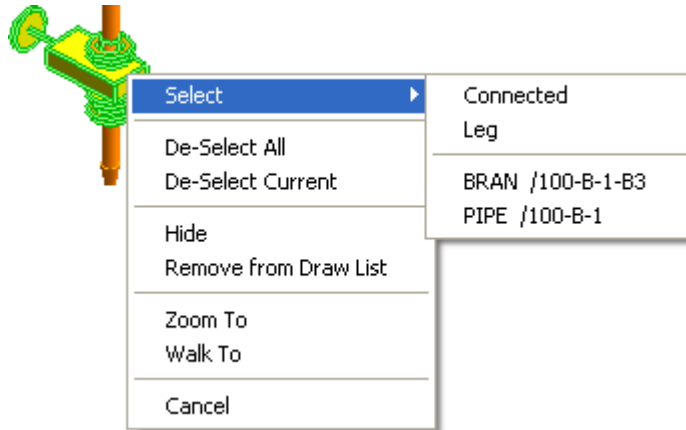 Select
De-Select All
De-Select Current
Hide
Remove from Draw List
Zoom To
Walk To
Cancel
Connected
Leg
BRAN /100-B-1-B3
PIPE /100-B-1